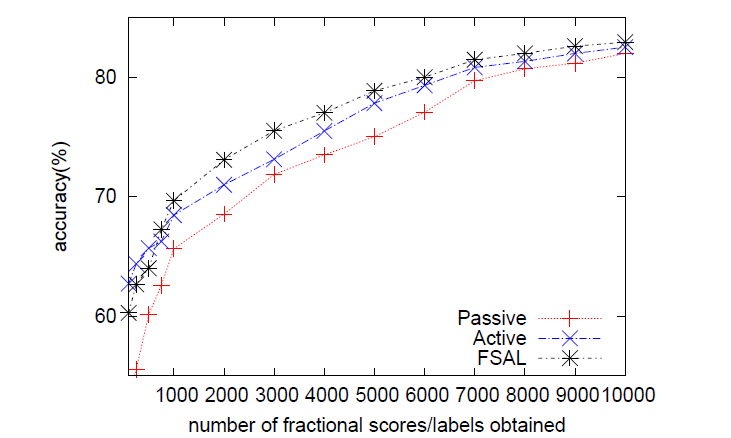 80
70
60
accuracy(%)
Passive
Active
FSAL
1000 2000 3000 4000 5000 6000 7000 8000 9000 10000
number of fractional scores/labels obtained